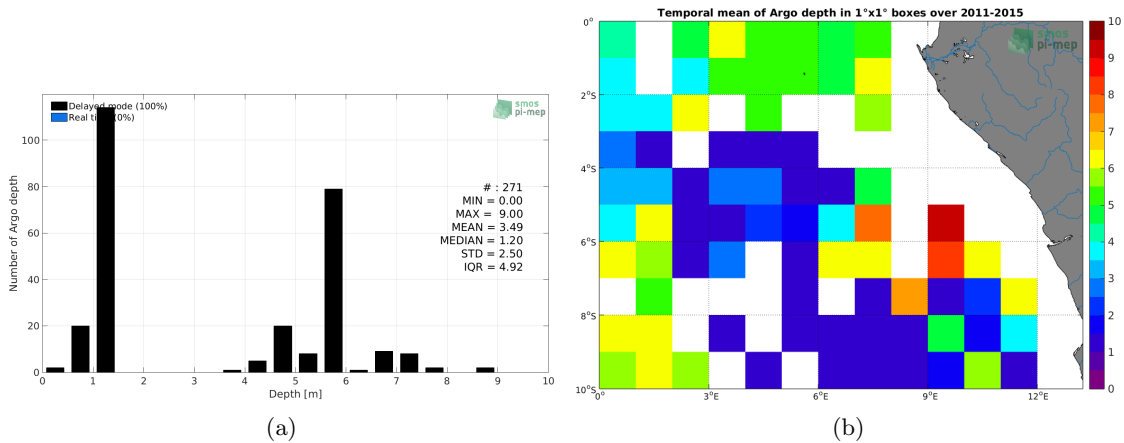 Delayed mode (100%)
Real ti (0%)
smos
pi-mep
# : 271
MIN = 0.00
MAX = 9.00
MEAN = 3.49
MEDIAN = 1.20
STD = 2.50
IQR = 4.92
Number of Argo depth
100
80
60
40
20
0
0 1 2 3 4 5 6 7 8 9 10
Depth [m]
(a)
Temporal mean of Argo depth in 1°x1° boxes over 2011-2015
smos
pi-mep
0°
2°S
4°S
6°S
8°S
10°S
0° 3°E 6°E 9°E 12°E
10
9
8
7
6
5
4
3
2
1
0
(b)